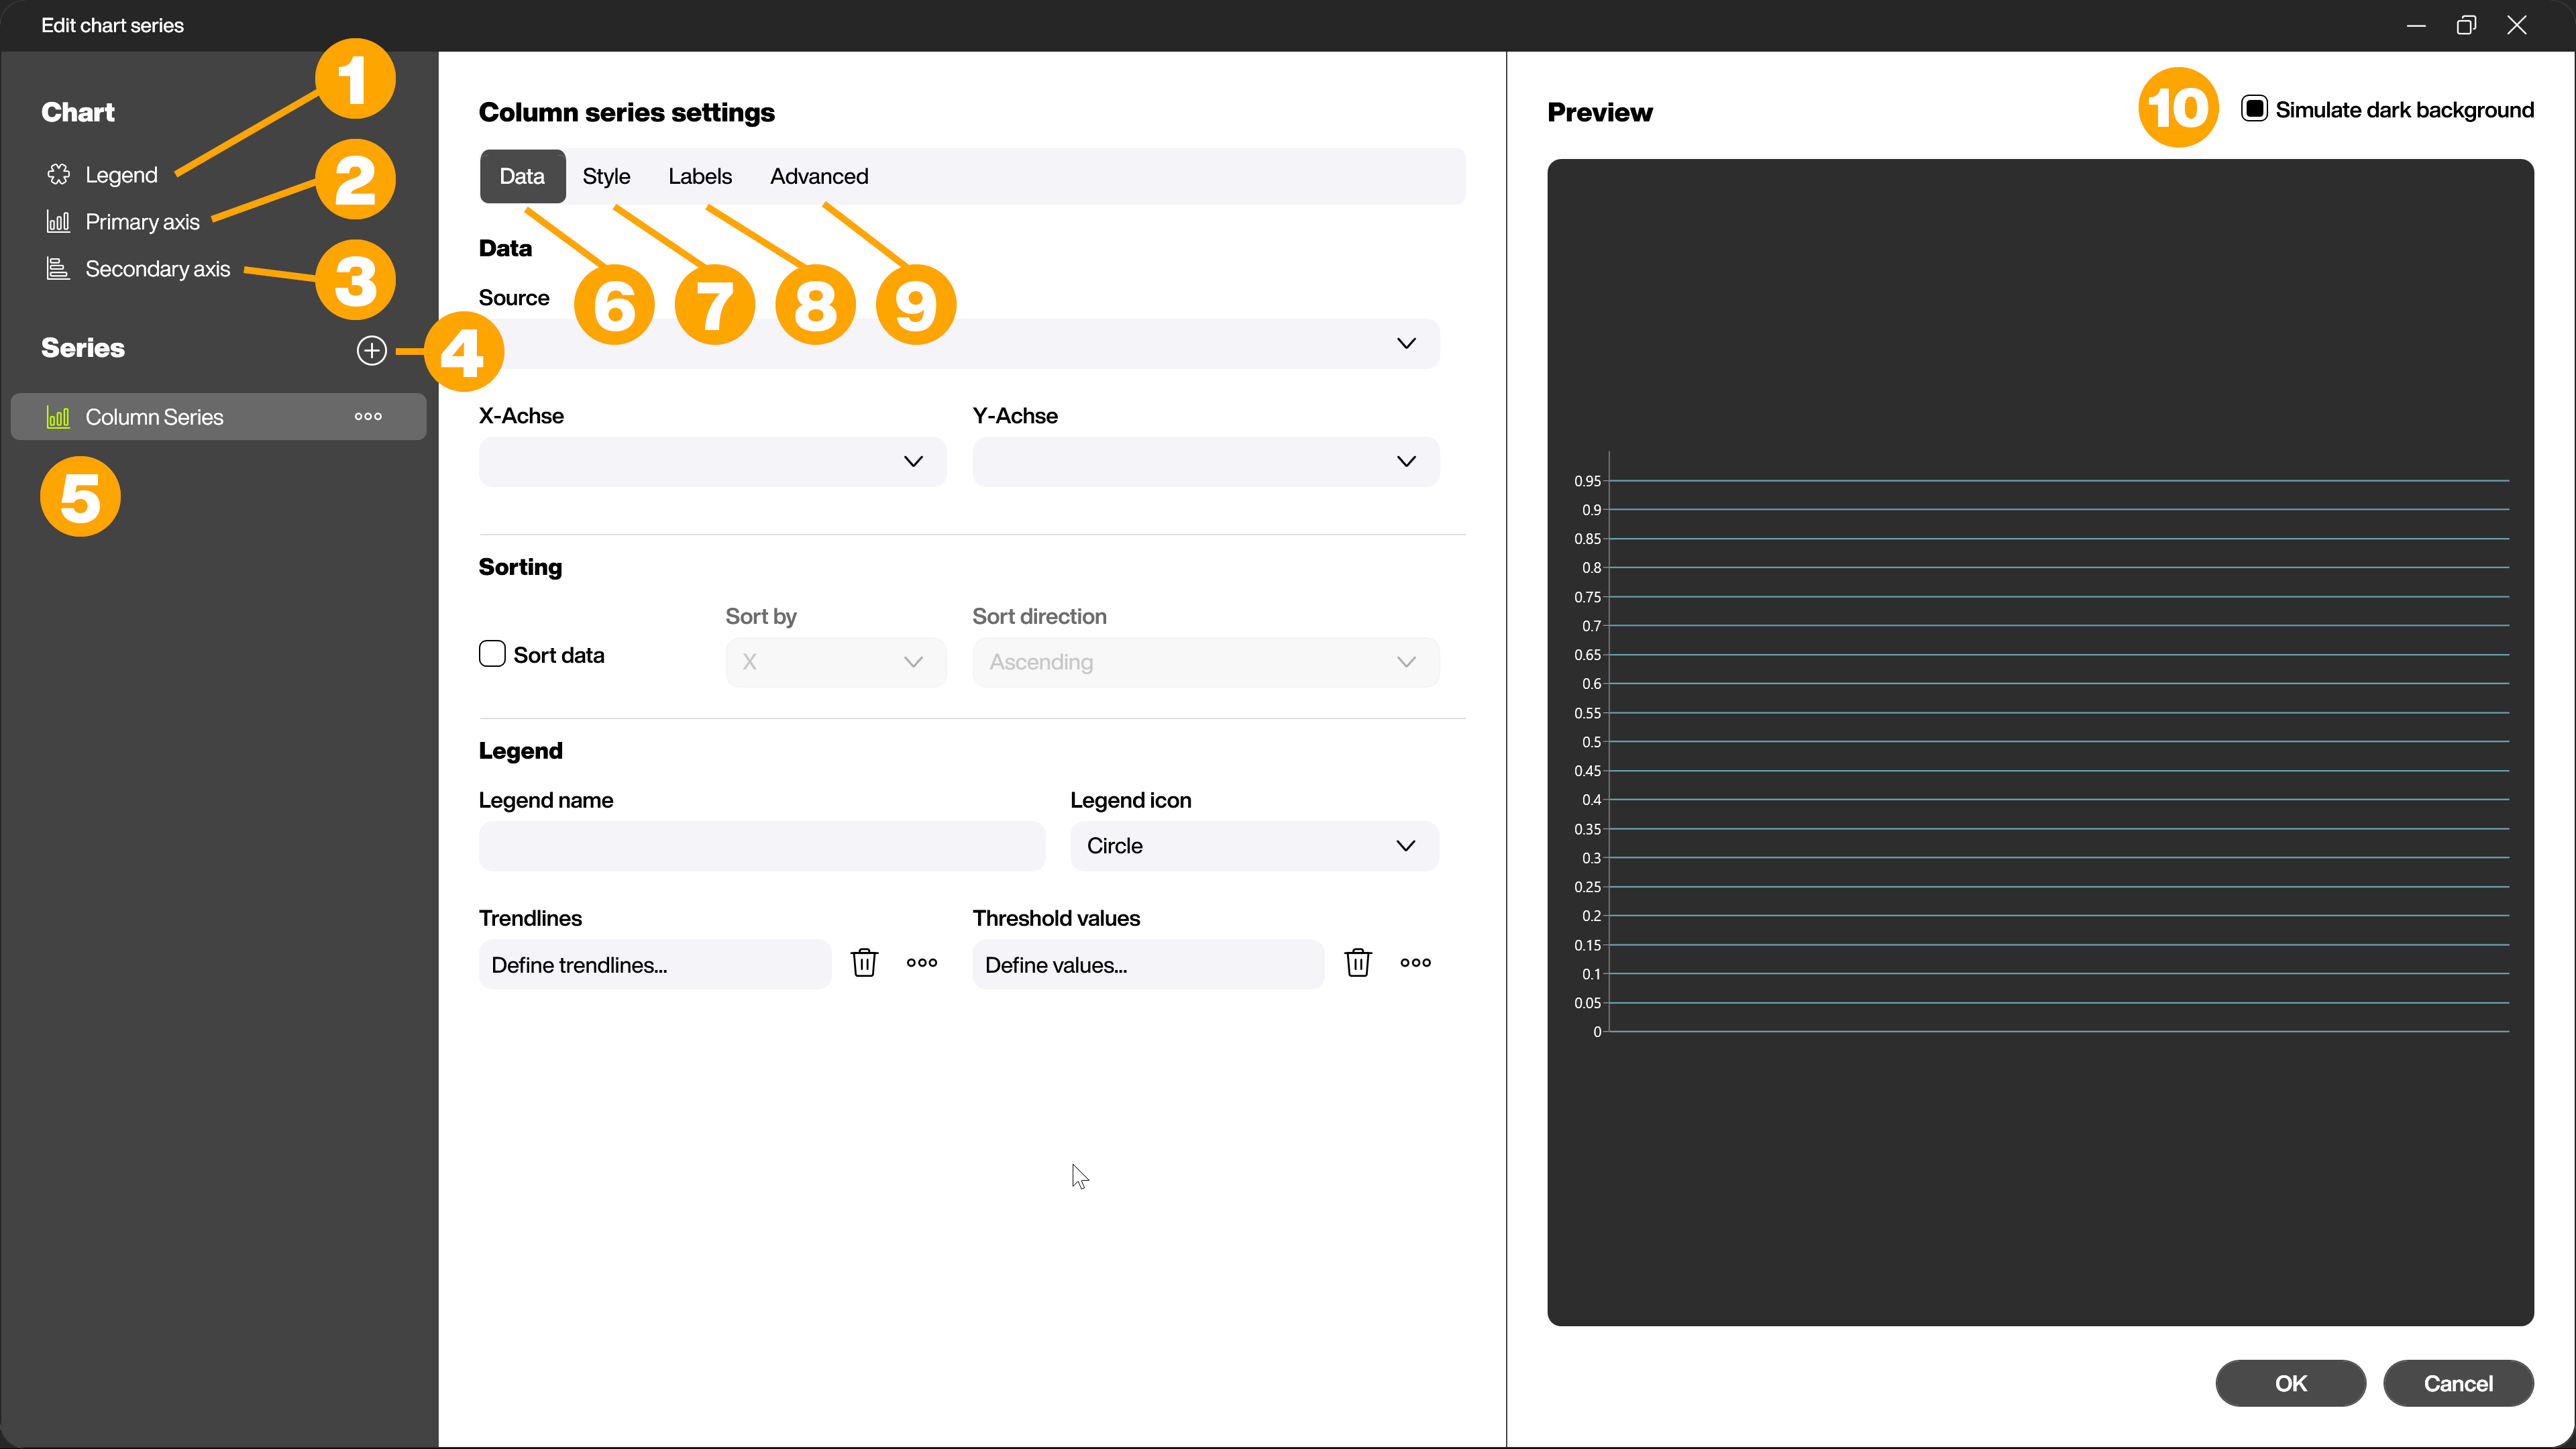 Edit chart series
Chart
1
Legend
2
Primary axis
3
Secondary axis
Series
4
Column Series
5
Column series settings
Data Style Labels Advanced
Data
6 7 8 9
Source
X-Achse Y-Achse
Sorting
Sort by Sort direction
Sort data X Ascending
Legend
Legend name Legend icon
Circle
Trendlines Threshold values
Define trendlines... Define values...
Preview
10
Simulate dark background
0.95
0.9
0.85
0.8
0.75
0.7
0.65
0.6
0.55
0.5
0.45
0.4
0.35
0.3
0.25
0.2
0.15
0.1
0.05
0
OK Cancel